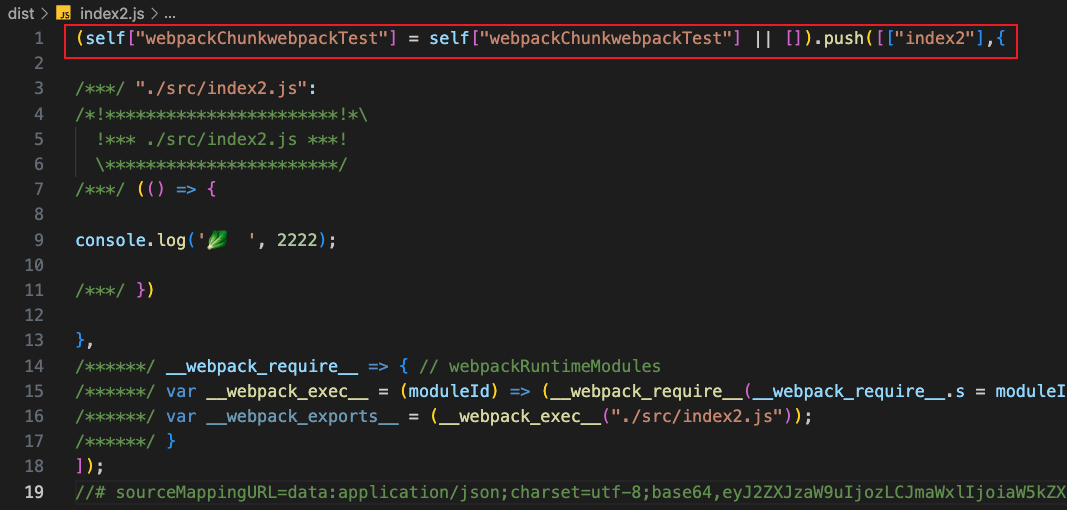 dist > JS index2.js > ...
1 (self["webpackChunkwebpackTest"] = self["webpackChunkwebpackTest"] || []).push([["index2"],{
2
3 /***/ "./src/index2.js":
4 /*!***********************!*\
5   !*** ./src/index2.js ***!
6   \***********************/
7 /***/ (() => {
8
9 console.log('🥬  ', 2222);
10
11 /***/ })
12
13 },
14 /******/ __webpack_require__ => { // webpackRuntimeModules
15 /******/ var __webpack_exec__ = (moduleId) => (__webpack_require__(__webpack_require__.s = moduleI
16 /******/ var __webpack_exports__ = (__webpack_exec__("./src/index2.js"));
17 /******/ }
18 ]);
19 //# sourceMappingURL=data:application/json;charset=utf-8;base64,eyJ2ZXJzaW9uIjozLCJmaWxlIjoiaW5kZX